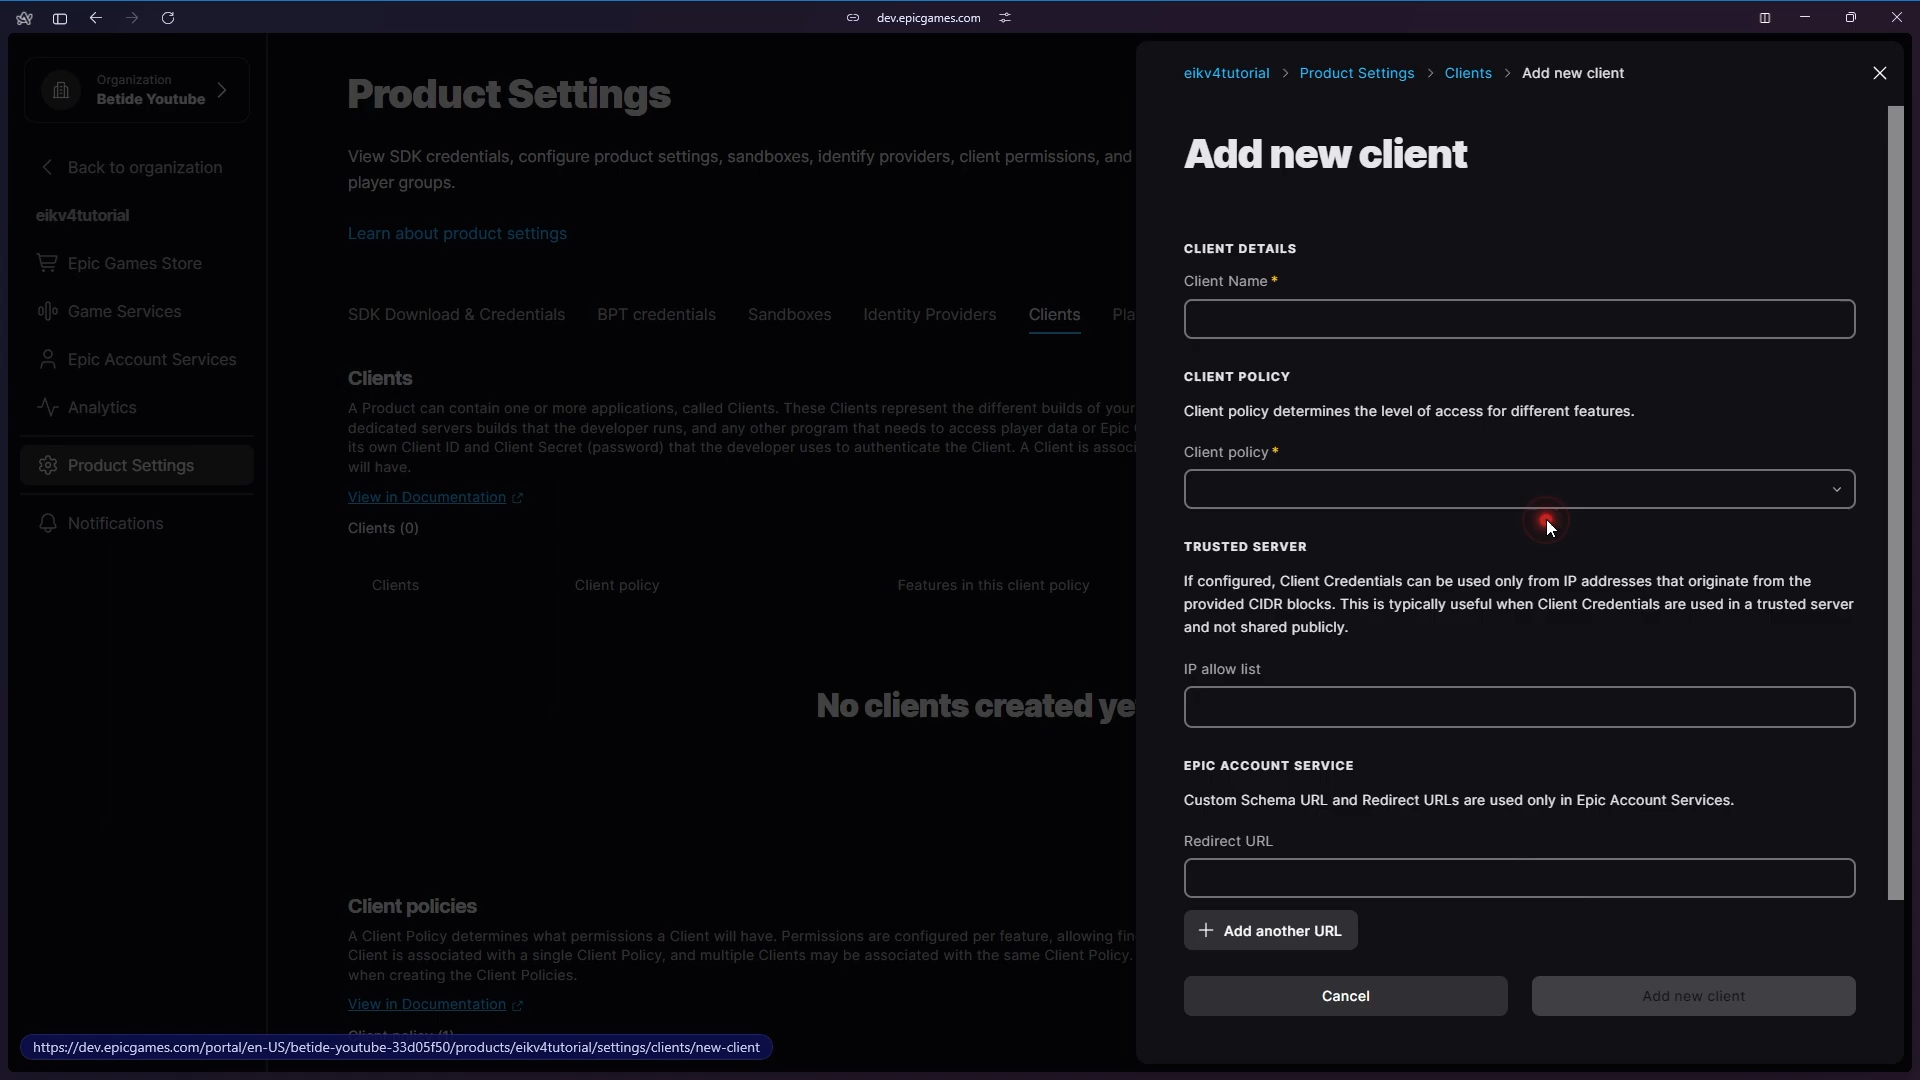 dev.epicgames.com
Organization
Betide Youtube
Back to organization
eikv4tutorial
Epic Games Store
Game Services
Epic Account Services
Analytics
Product Settings
Notifications
Product Settings
View SDK credentials, configure product settings, sandboxes, identify providers, client permissions, and
player groups.
Learn about product settings
SDK Download & Credentials BPT credentials Sandboxes Identity Providers Clients Pla
Clients
A Product can contain one or more applications, called Clients. These Clients represent the different builds of your
dedicated servers builds that the developer runs, and any other program that needs to access player data or Epic
its own Client ID and Client Secret (password) that the developer uses to authenticate the Client. A Client is associ
will have.
View in Documentation
Clients (0)
Clients Client policy Features in this client policy
No clients created ye
Client policies
A Client Policy determines what permissions a Client will have. Permissions are configured per feature, allowing fin
Client is associated with a single Client Policy, and multiple Clients may be associated with the same Client Policy.
when creating the Client Policies.
View in Documentation
https://dev.epicgames.com/portal/en-US/betide-youtube-33d05f50/products/eikv4tutorial/settings/clients/new-client
eikv4tutorial > Product Settings > Clients > Add new client
Add new client
CLIENT DETAILS
Client Name *
CLIENT POLICY
Client policy determines the level of access for different features.
Client policy *
TRUSTED SERVER
If configured, Client Credentials can be used only from IP addresses that originate from the
provided CIDR blocks. This is typically useful when Client Credentials are used in a trusted server
and not shared publicly.
IP allow list
EPIC ACCOUNT SERVICE
Custom Schema URL and Redirect URLs are used only in Epic Account Services.
Redirect URL
+ Add another URL
Cancel Add new client